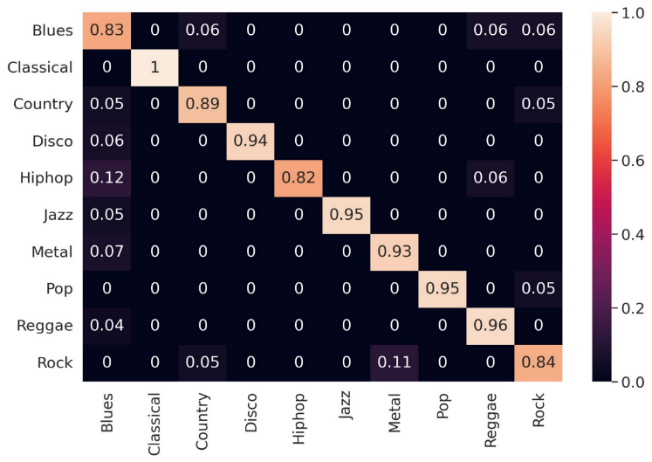 Blues 0.83 0 0.06 0 0 0 0 0 0.06 0.06
Classical 0 1 0 0 0 0 0 0 0 0
Country 0.05 0 0.89 0 0 0 0 0 0 0.05
Disco 0.06 0 0 0.94 0 0 0 0 0 0
Hiphop 0.12 0 0 0 0.82 0 0 0 0.06 0
Jazz 0.05 0 0 0 0 0.95 0 0 0 0
Metal 0.07 0 0 0 0 0 0.93 0 0 0
Pop 0 0 0 0 0 0 0 0.95 0 0.05
Reggae 0.04 0 0 0 0 0 0 0 0.96 0
Rock 0 0 0.05 0 0 0 0.11 0 0 0.84
Blues Classical Country Disco Hiphop Jazz Metal Pop Reggae Rock
1.0
0.8
0.6
0.4
0.2
0.0